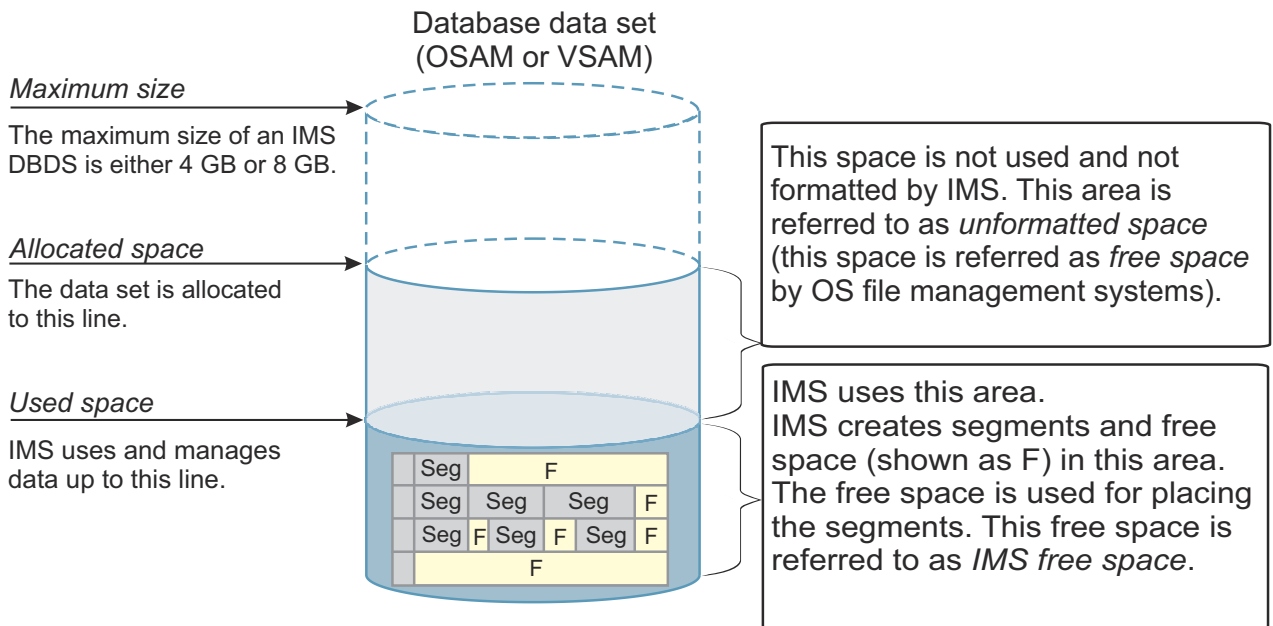 Database data set
(OSAM or VSAM)
Maximum size
The maximum size of an IMS
DBDS is either 4 GB or 8 GB.
Allocated space
The data set is allocated
to this line.
Used space
IMS uses and manages
data up to this line.
Seg F
Seg Seg Seg F
Seg F Seg F Seg F
F
This space is not used and not
formatted by IMS. This area is
referred to as unformatted space
(this space is referred as free space
by OS file management systems).
IMS uses this area.
IMS creates segments and free
space (shown as F) in this area.
The free space is used for placing
the segments. This free space is
referred to as IMS free space.